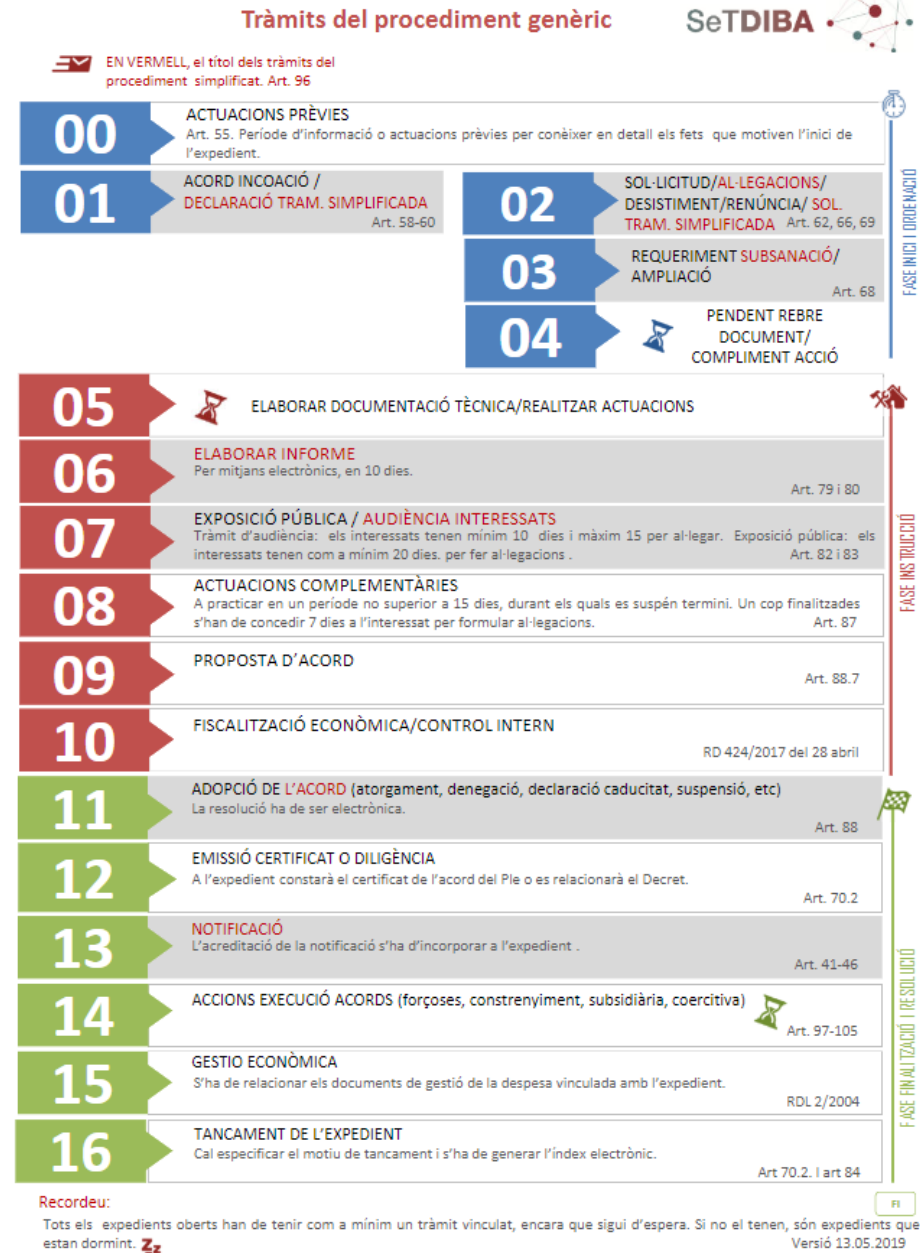 Tràmits del procediment genèric
SeTDIBA
EN VERMELL, el títol dels tràmits del
procediment simplificat. Art. 96
00
ACTUACIONS PRÈVIES
Art. 55. Període d'informació o actuacions prèvies per conèixer en detall els fets que motiven l'inici de
l'expedient.
01
ACORD INCOACIÓ /
DECLARACIÓ TRAM. SIMPLIFICADA
Art. 58-60
02
SOL·LICITUD/AL·LEGACIONS/
DESISTIMENT/RENÚNCIA/ SOL.
TRAM. SIMPLIFICADA Art. 62, 66, 69
03
REQUERIMENT SUBSANACIÓ/
AMPLIACIÓ
Art. 68
04
PENDENT REBRE
DOCUMENT/
COMPLIMENT ACCIÓ
FASE INICI I ORDENACIÓ
05
ELABORAR DOCUMENTACIÓ TÈCNICA/REALITZAR ACTUACIONS
06
ELABORAR INFORME
Per mitjans electrònics, en 10 dies.
Art. 79 i 80
07
EXPOSICIÓ PÚBLICA / AUDIÈNCIA INTERESSATS
Tràmit d'audiència: els interessats tenen mínim 10 dies i màxim 15 per al·legar. Exposició pública: els
interessats tenen com a mínim 20 dies. per fer al·legacions . Art. 82 i 83
08
ACTUACIONS COMPLEMENTÀRIES
A practicar en un període no superior a 15 dies, durant els quals es suspén termini. Un cop finalitzades
s'han de concedir 7 dies a l'interessat per formular al·legacions. Art. 87
09
PROPOSTA D'ACORD
Art. 88.7
10
FISCALITZACIÓ ECONÒMICA/CONTROL INTERN
RD 424/2017 del 28 abril
FASE INSTRUCCIÓ
11
ADOPCIÓ DE L'ACORD (atorgament, denegació, declaració caducitat, suspensió, etc)
La resolució ha de ser electrònica.
Art. 88
12
EMISSIÓ CERTIFICAT O DILIGÈNCIA
A l'expedient constarà el certificat de l'acord del Ple o es relacionarà el Decret.
Art. 70.2
13
NOTIFICACIÓ
L'acreditació de la notificació s'ha d'incorporar a l'expedient .
Art. 41-46
14
ACCIONS EXECUCIÓ ACORDS (forçoses, constrenyiment, subsidiària, coercitiva)
Art. 97-105
15
GESTIO ECONÒMICA
S'ha de relacionar els documents de gestió de la despesa vinculada amb l'expedient.
RDL 2/2004
16
TANCAMENT DE L'EXPEDIENT
Cal especificar el motiu de tancament i s'ha de generar l'índex electrònic.
Art 70.2. I art 84
FASE FINALITZACIÓ I RESOLUCIÓ
FI
Recordeu:
Tots els expedients oberts han de tenir com a mínim un tràmit vinculat, encara que sigui d'espera. Si no el tenen, són expedients que
estan dormint. Zz
Versió 13.05.2019